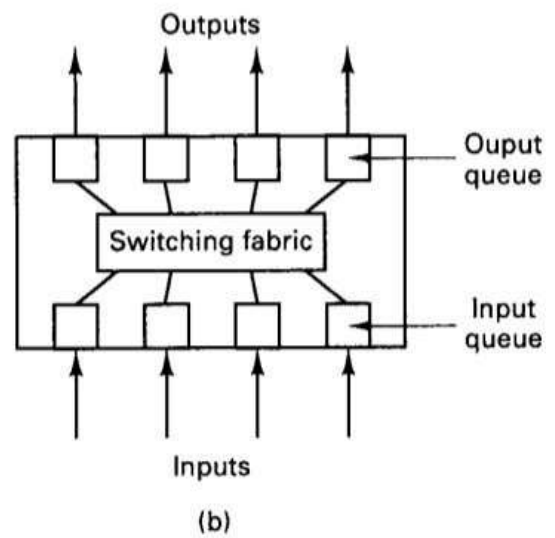 Outputs
Ouput
queue
Switching fabric
Input
queue
Inputs
(b)